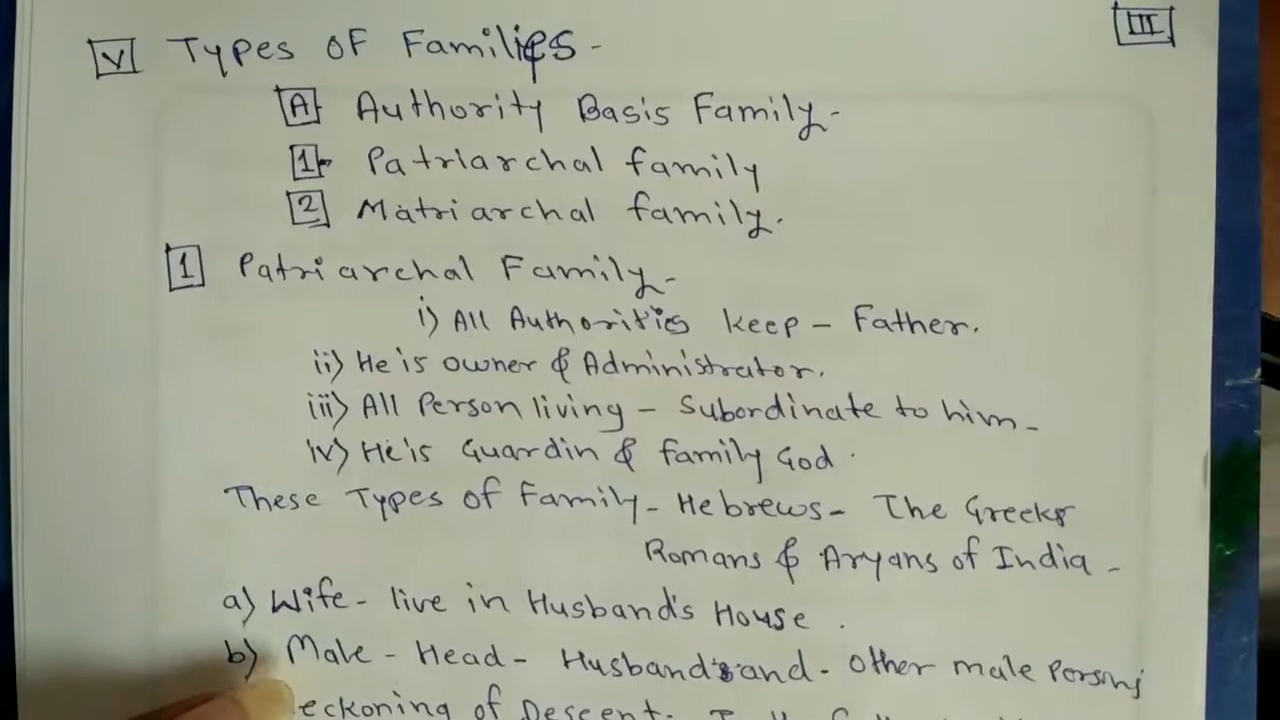 III
V Types of Families -
A Authority Basis Family -
1- Patriarchal family
2 Matriarchal family.
1 Patriarchal Family -
i) All Authorities keep - Father.
ii) He is owner & Administrator.
iii) All Person living - Subordinate to him -
iv) He is Guardin & family God.
These Types of Family - Hebrews - The Greeks
Romans & Aryans of India -
a) Wife - live in Husband's House.
b) Male - Head - Husband's and - Other male Persons
eckoning of Descent.